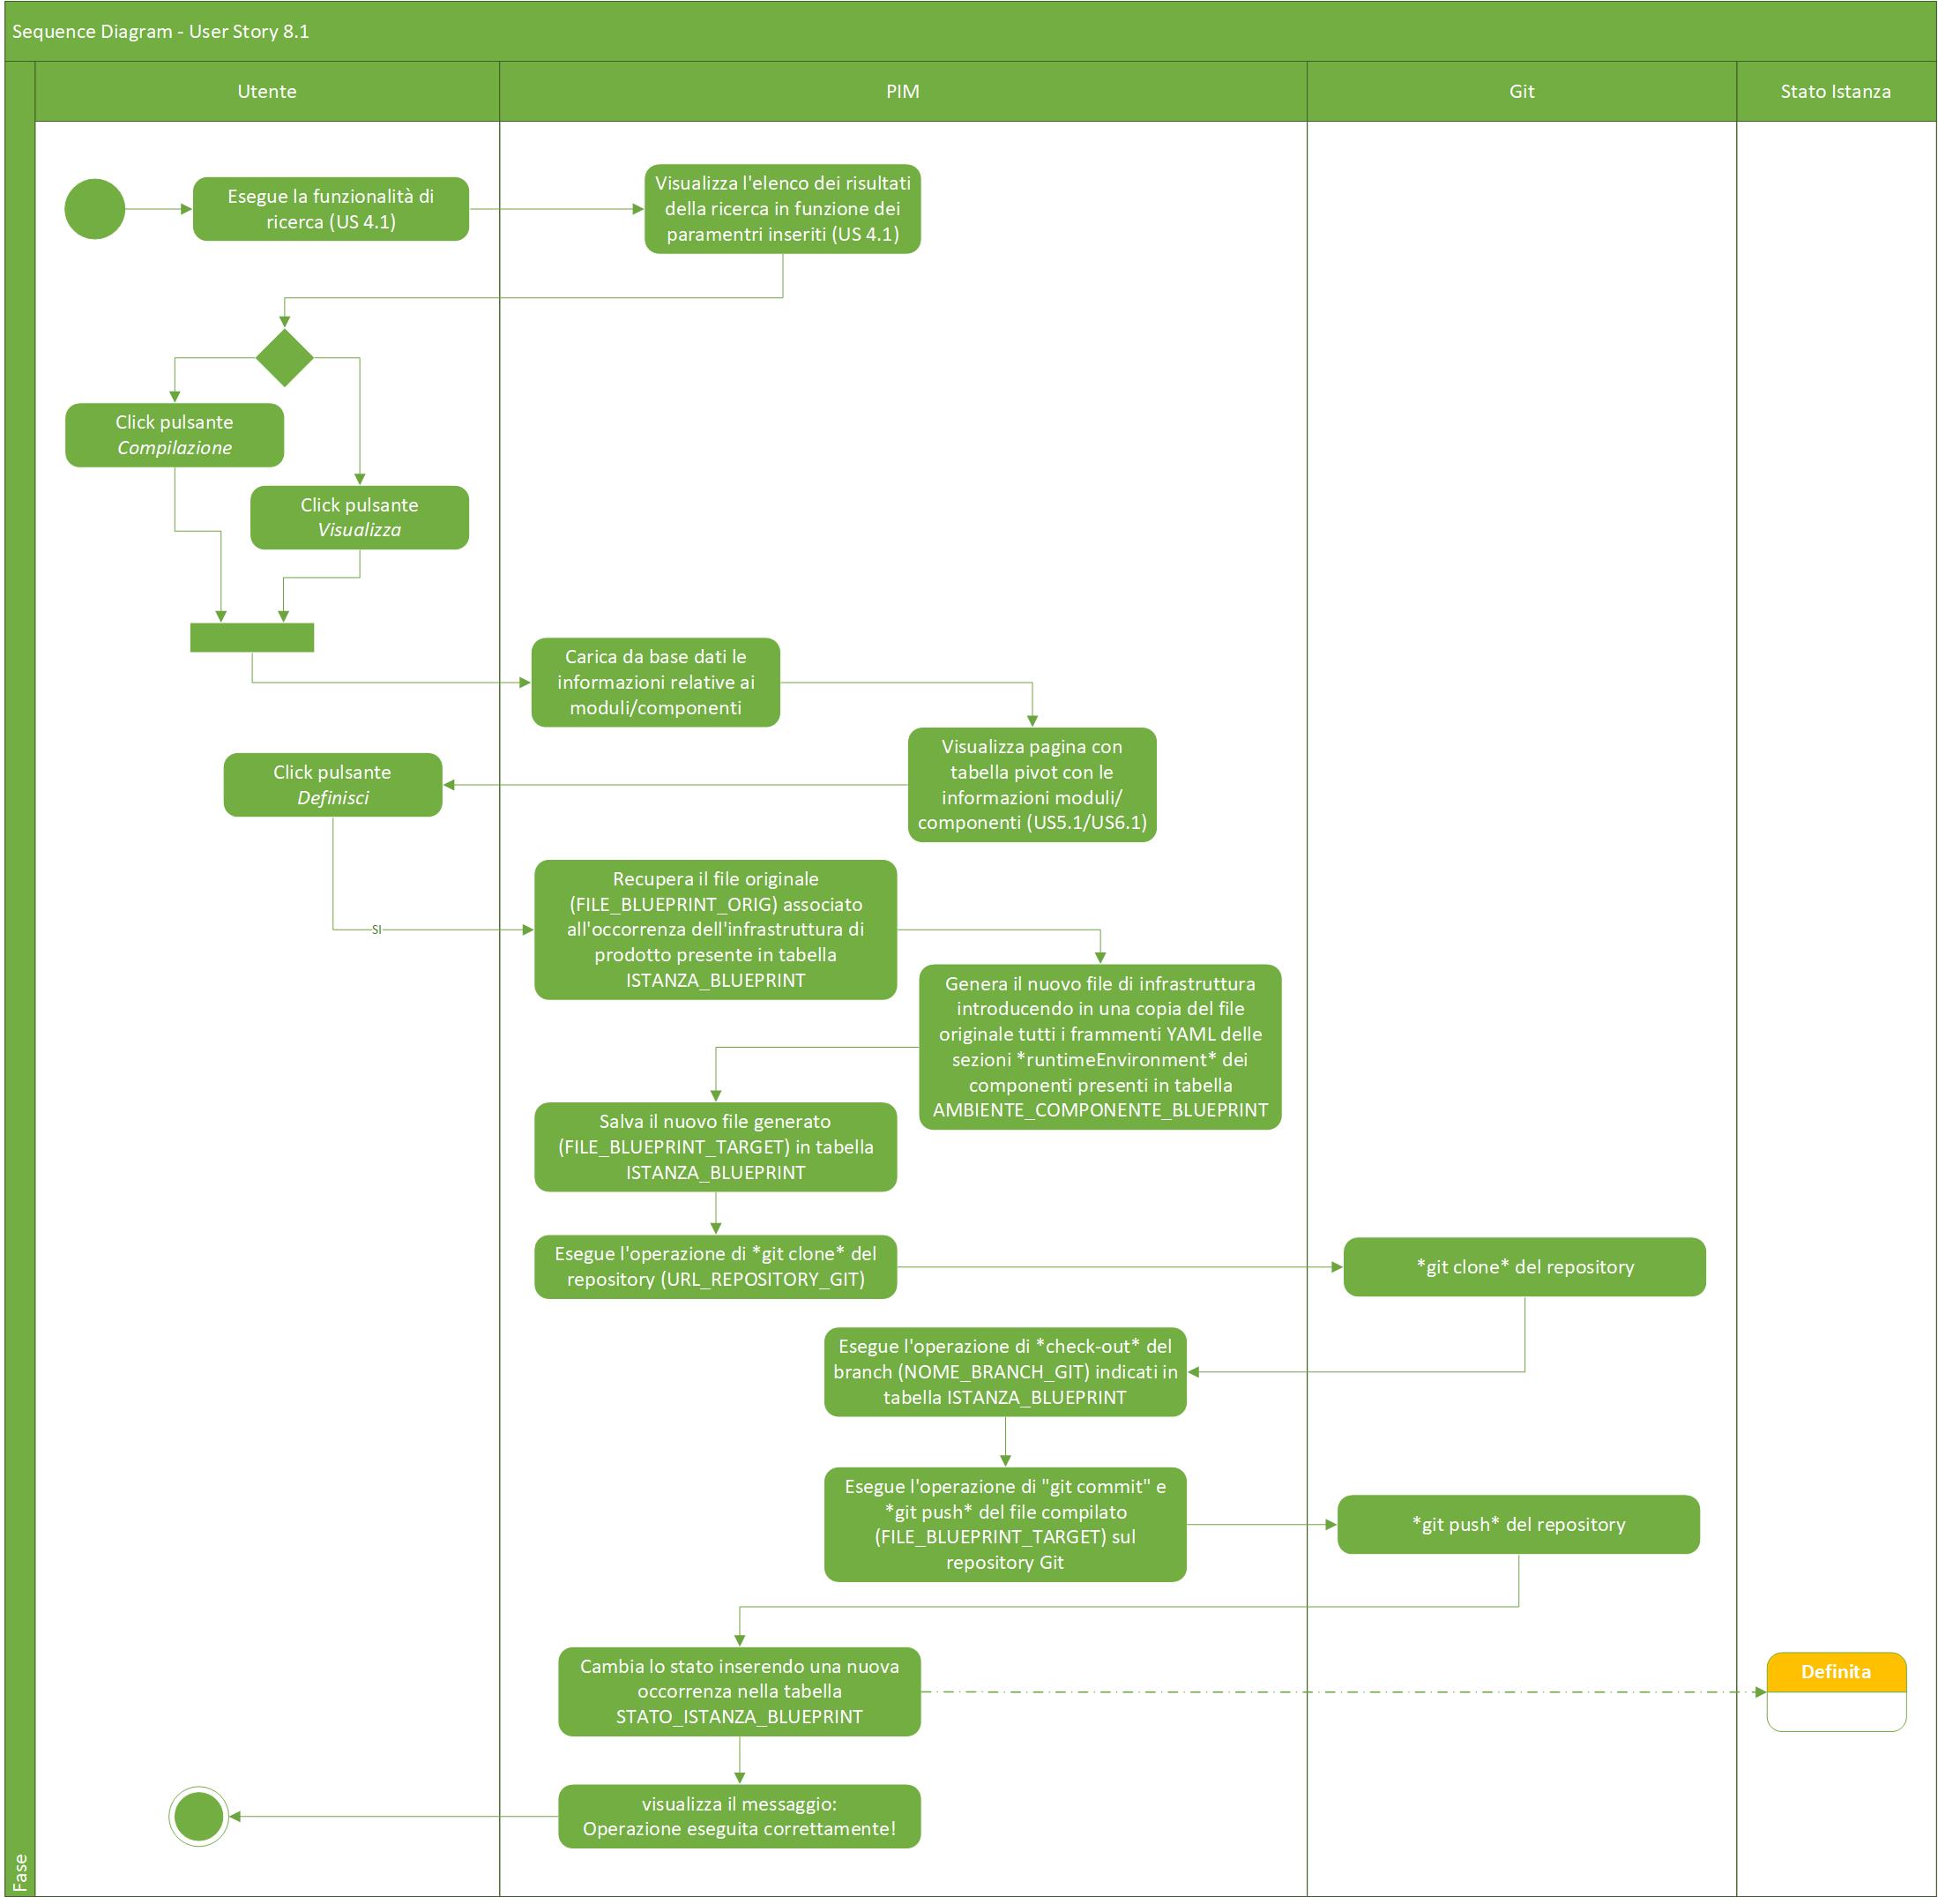 Sequence Diagram - User Story 8.1
Utente
PIM
Git
Stato Istanza
Fase
Esegue la funzionalità di
ricerca (US 4.1)
Visualizza l'elenco dei risultati
della ricerca in funzione dei
paramentri inseriti (US 4.1)
Click pulsante
Compilazione
Click pulsante
Visualizza
Carica da base dati le
informazioni relative ai
moduli/componenti
Visualizza pagina con
tabella pivot con le
informazioni moduli/
componenti (US5.1/US6.1)
Click pulsante
Definisci
SI
Recupera il file originale
(FILE_BLUEPRINT_ORIG) associato
all'occorrenza dell'infrastruttura di
prodotto presente in tabella
ISTANZA_BLUEPRINT
Genera il nuovo file di infrastruttura
introducendo in una copia del file
originale tutti i frammenti YAML delle
sezioni *runtimeEnvironment* dei
componenti presenti in tabella
AMBIENTE_COMPONENTE_BLUEPRINT
Salva il nuovo file generato
(FILE_BLUEPRINT_TARGET) in tabella
ISTANZA_BLUEPRINT
Esegue l'operazione di *git clone* del
repository (URL_REPOSITORY_GIT)
*git clone* del repository
Esegue l'operazione di *check-out* del
branch (NOME_BRANCH_GIT) indicati in
tabella ISTANZA_BLUEPRINT
Esegue l'operazione di "git commit" e
*git push* del file compilato
(FILE_BLUEPRINT_TARGET) sul
repository Git
*git push* del repository
Cambia lo stato inserendo una nuova
occorrenza nella tabella
STATO_ISTANZA_BLUEPRINT
Definita
visualizza il messaggio:
Operazione eseguita correttamente!